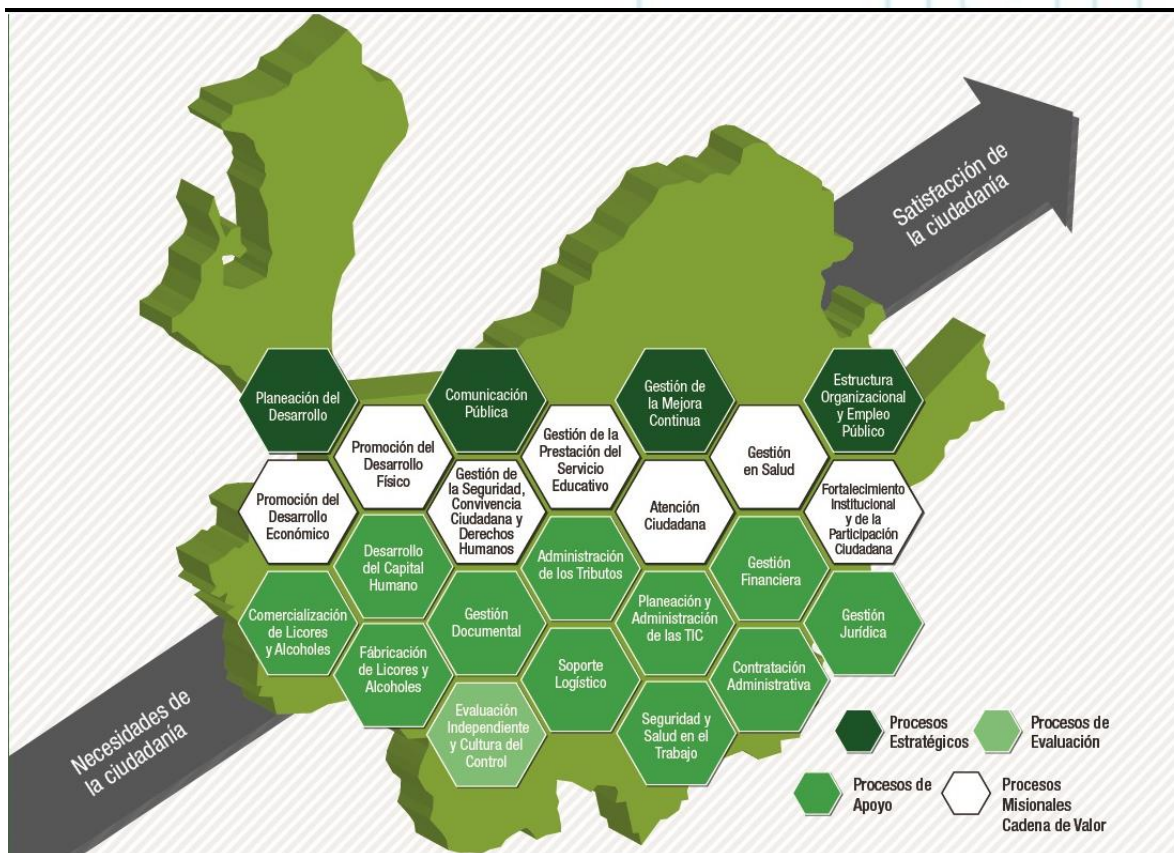 Satisfacción de
la ciudadanía
Planeación del
Desarrollo
Comunicación
Pública
Gestión de
la Mejora
Continua
Estructura
Organizacional
y Empleo
Público
Promoción del
Desarrollo
Físico
Gestión de la
Prestación del
Servicio
Educativo
Gestión
en Salud
Promoción del
Desarrollo
Económico
Gestión de
la Seguridad,
Convivencia
Ciudadana y
Derechos
Humanos
Atención
Ciudadana
Fortalecimiento
Institucional
y de la
Participación
Ciudadana
Desarrollo
del Capital
Humano
Administración
de los Tributos
Gestión
Financiera
Comercialización
de Licores
y Alcoholes
Gestión
Documental
Planeación y
Administración
de las TIC
Gestión
Jurídica
Fábricación
de Licores y
Alcoholes
Soporte
Logístico
Contratación
Administrativa
Evaluación
Independiente
y Cultura del
Control
Seguridad y
Salud en el
Trabajo
Necesidades de
la ciudadanía
Procesos
Estratégicos
Procesos de
Evaluación
Procesos de
Apoyo
Procesos
Misionales
Cadena de Valor